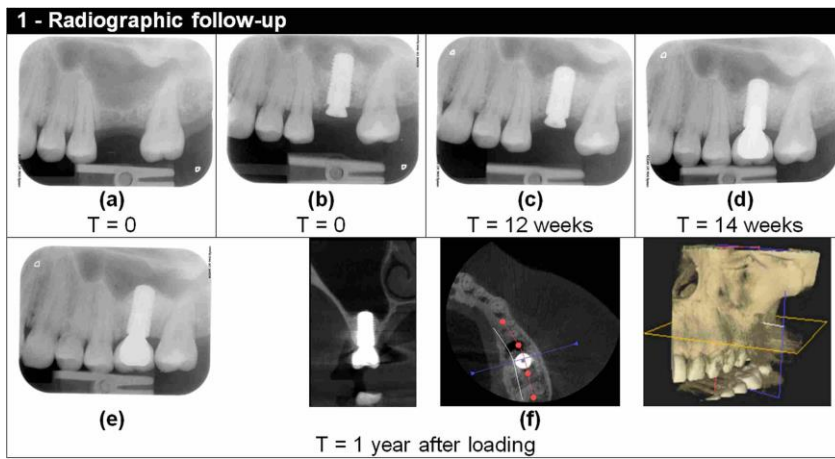 1 - Radiographic follow-up
(a)
(b)
(c)
(d)
T = 0
T = 0
T = 12 weeks
T = 14 weeks
(e)
(f)
T = 1 year after loading